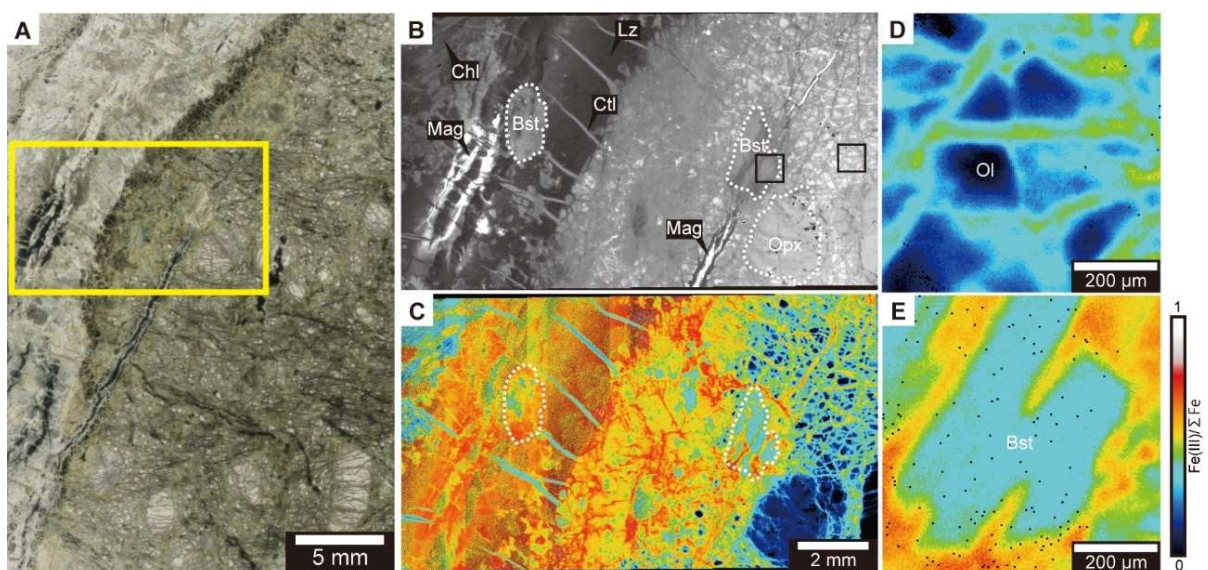 A
5 mm
B
Chl
Lz
Bst
Ctl
Mag
Bst
Mag
Opx
C
2 mm
D
Ol
200 µm
E
Bst
200 µm
1
Fe(III)/ Σ Fe
0